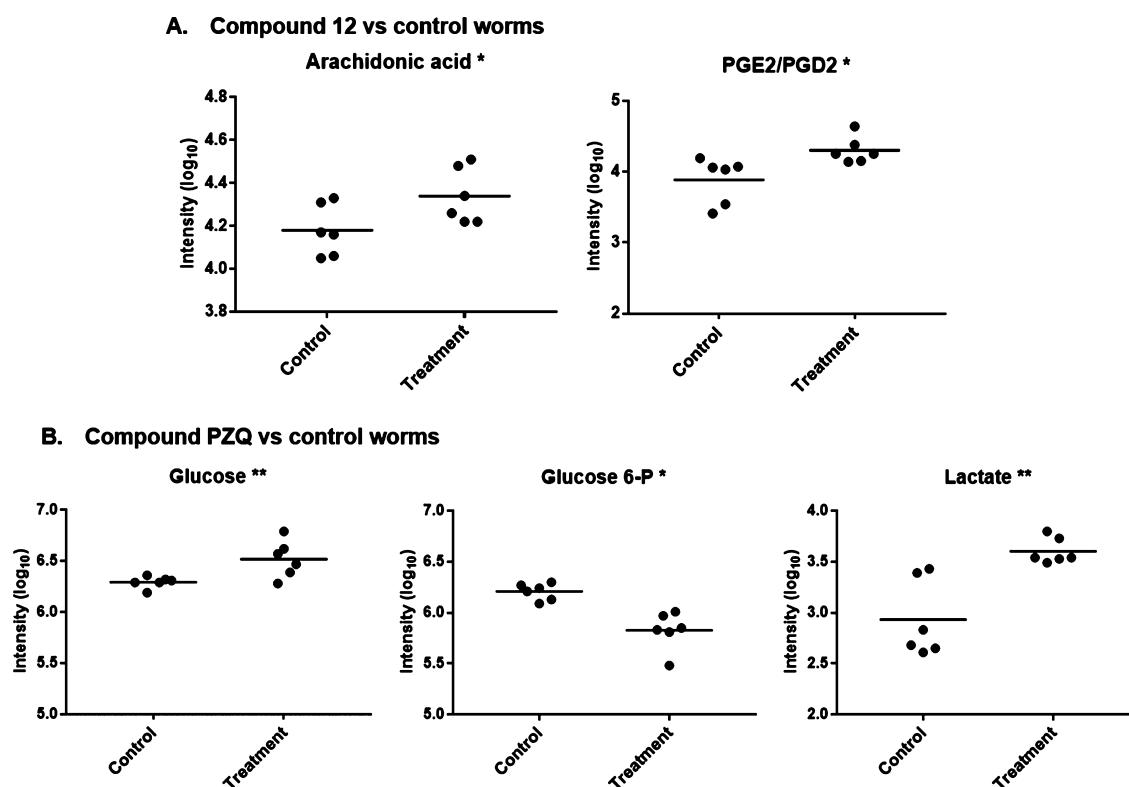 A. Compound 12 vs control worms
Arachidonic acid *
Intensity (log10)
4.8
4.6
4.4
4.2
4.0
3.8
Control
Treatment
PGE2/PGD2 *
Intensity (log10)
5
4
3
2
Control
Treatment
B. Compound PZQ vs control worms
Glucose **
Intensity (log10)
7.0
6.5
6.0
5.5
5.0
Control
Treatment
Glucose 6-P *
Intensity (log10)
7.0
6.5
6.0
5.5
5.0
Control
Treatment
Lactate **
Intensity (log10)
4.0
3.5
3.0
2.5
2.0
Control
Treatment